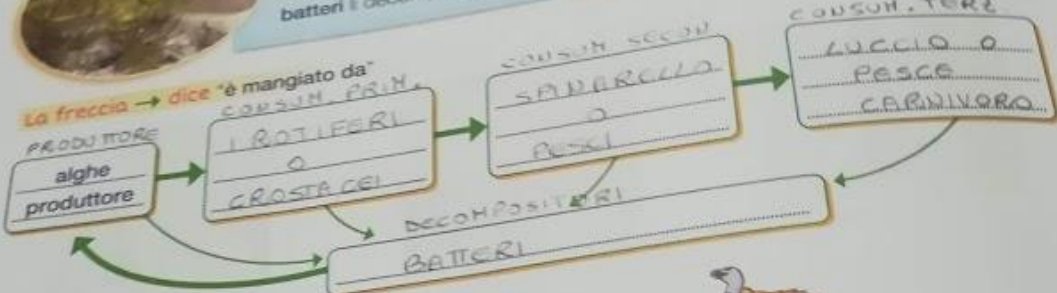 batteri
La freccia → dice "è mangiato da"
PRODUTTORE
alghe
produttore
CONSUM. PRIM.
I ROTIFERI
O
CROSTACEI
CONSUM. SECON
SANARELLO
O
PESCI
CONSUM. TERZ
LUCCIO O
PESCE
CARNIVORO
DECOMPOSITORI
BATTERI